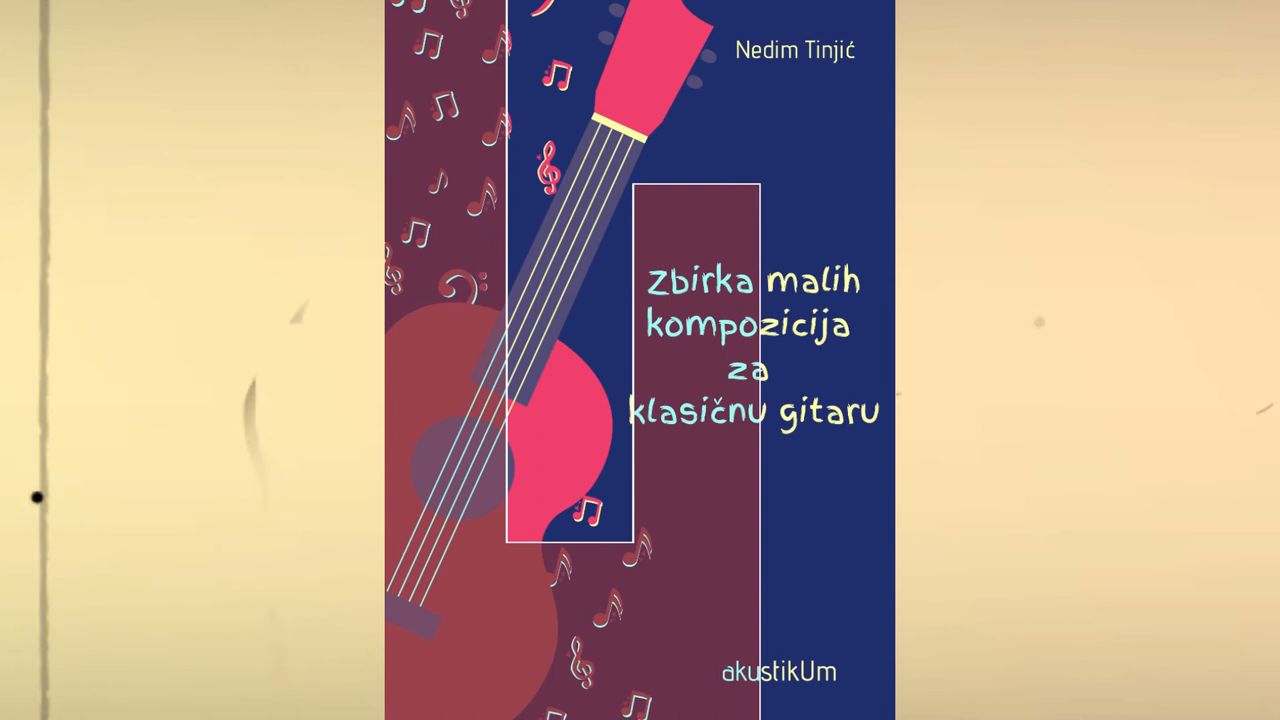 Nedim Tinjić
Zbirka malih
kompozicija
za
klasičnu gitaru
akustikUm